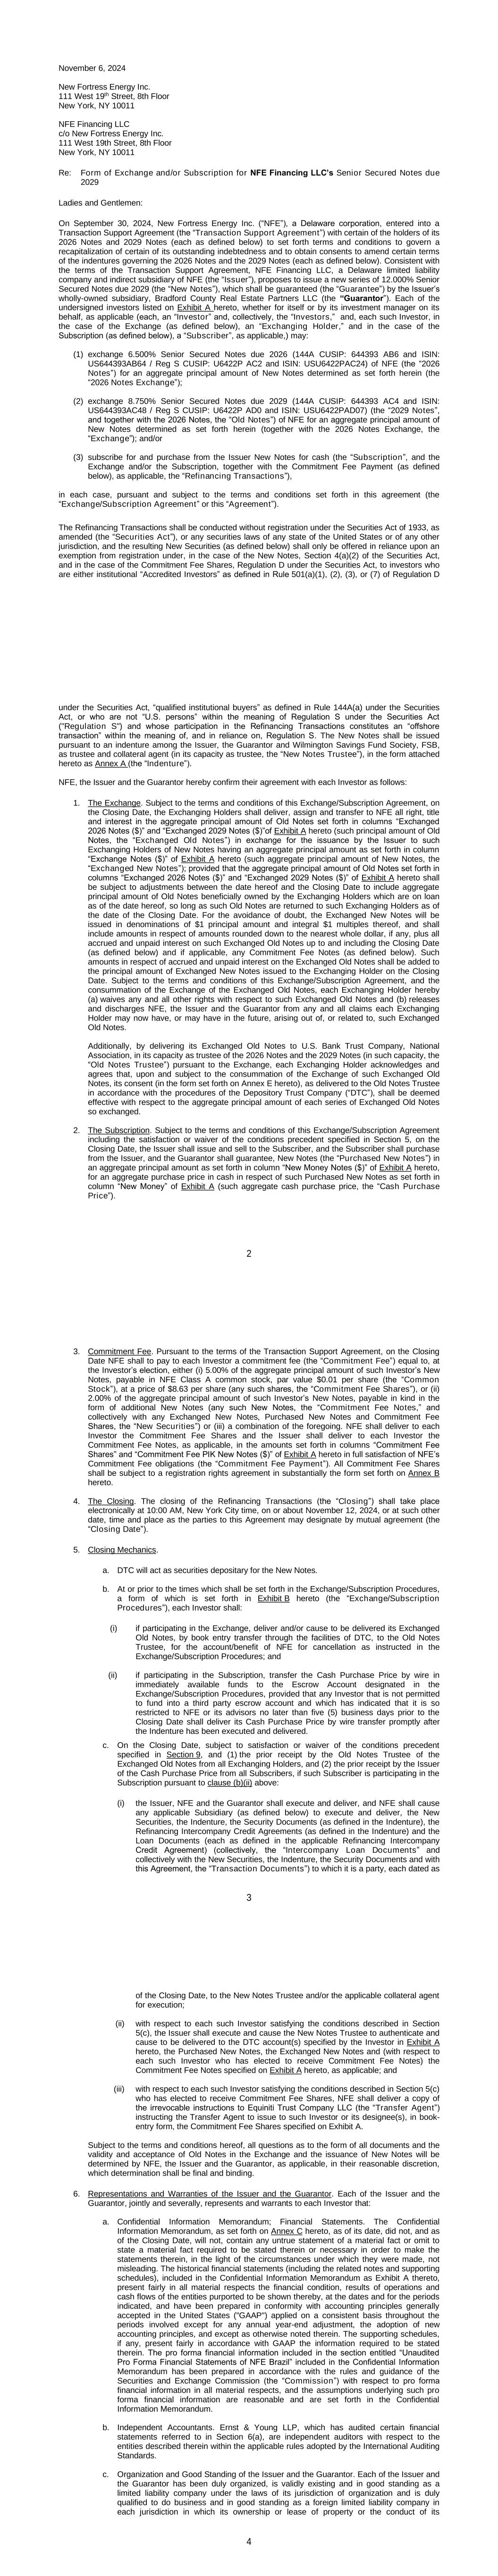 November 6, 2024
New Fortress Energy Inc.
111 West 19th Street, 8th Floor
New York, NY 10011
NFE Financing LLC
c/o New Fortress Energy Inc.
111 West 19th Street, 8th Floor
New York, NY 10011
Re: Form of Exchange and/or Subscription for NFE Financing LLC's Senior Secured Notes due
2029
Ladies and Gentlemen:
On September 30, 2024, New Fortress Energy Inc. ("NFE"), a Delaware corporation, entered into a
Transaction Support Agreement (the "Transaction Support Agreement") with certain of the holders of its
2026 Notes and 2029 Notes (each as defined below) to set forth terms and conditions to govern a
recapitalization of certain of its outstanding indebtedness and to obtain consents to amend certain terms
of the indentures governing the 2026 Notes and the 2029 Notes (each as defined below). Consistent with
the terms of the Transaction Support Agreement, NFE Financing LLC, a Delaware limited liability
company and indirect subsidiary of NFE (the "Issuer"), proposes to issue a new series of 12.000% Senior
Secured Notes due 2029 (the "New Notes"), which shall be guaranteed (the "Guarantee") by the Issuer's
wholly-owned subsidiary, Bradford County Real Estate Partners LLC (the "Guarantor"). Each of the
undersigned investors listed on Exhibit A hereto, whether for itself or by its investment manager on its
behalf, as applicable (each, an "Investor" and, collectively, the "Investors," and, each such Investor, in
the case of the Exchange (as defined below), an "Exchanging Holder," and in the case of the
Subscription (as defined below), a "Subscriber", as applicable,) may:
(1) exchange 6.500% Senior Secured Notes due 2026 (144A CUSIP: 644393 AB6 and ISIN:
US644393AB64 / Reg S CUSIP: U6422P AC2 and ISIN: USU6422PAC24) of NFE (the "2026
Notes") for an aggregate principal amount of New Notes determined as set forth herein (the
"2026 Notes Exchange");
(2) exchange 8.750% Senior Secured Notes due 2029 (144A CUSIP: 644393 AC4 and ISIN:
US644393AC48 / Reg S CUSIP: U6422P AD0 and ISIN: USU6422PAD07) (the "2029 Notes",
and together with the 2026 Notes, the "Old Notes") of NFE for an aggregate principal amount of
New Notes determined as set forth herein (together with the 2026 Notes Exchange, the
"Exchange"); and/or
(3) subscribe for and purchase from the Issuer New Notes for cash (the "Subscription", and the
Exchange and/or the Subscription, together with the Commitment Fee Payment (as defined
below), as applicable, the "Refinancing Transactions"),
in each case, pursuant and subject to the terms and conditions set forth in this agreement (the
"Exchange/Subscription Agreement" or this "Agreement").
The Refinancing Transactions shall be conducted without registration under the Securities Act of 1933, as
amended (the "Securities Act"), or any securities laws of any state of the United States or of any other
jurisdiction, and the resulting New Securities (as defined below) shall only be offered in reliance upon an
exemption from registration under, in the case of the New Notes, Section 4(a)(2) of the Securities Act,
and in the case of the Commitment Fee Shares, Regulation D under the Securities Act, to investors who
are either institutional "Accredited Investors" as defined in Rule 501(a)(1), (2), (3), or (7) of Regulation D
under the Securities Act, "qualified institutional buyers" as defined in Rule 144A(a) under the Securities
Act, or who are not "U.S. persons" within the meaning of Regulation S under the Securities Act
("Regulation S") and whose participation in the Refinancing Transactions constitutes an "offshore
transaction" within the meaning of, and in reliance on, Regulation S. The New Notes shall be issued
pursuant to an indenture among the Issuer, the Guarantor and Wilmington Savings Fund Society, FSB,
as trustee and collateral agent (in its capacity as trustee, the "New Notes Trustee"), in the form attached
hereto as Annex A (the "Indenture").
NFE, the Issuer and the Guarantor hereby confirm their agreement with each Investor as follows:
1. The Exchange. Subject to the terms and conditions of this Exchange/Subscription Agreement, on
the Closing Date, the Exchanging Holders shall deliver, assign and transfer to NFE all right, title
and interest in the aggregate principal amount of Old Notes set forth in columns "Exchanged
2026 Notes ($)" and "Exchanged 2029 Notes ($)"of Exhibit A hereto (such principal amount of Old
Notes, the "Exchanged Old Notes") in exchange for the issuance by the Issuer to such
Exchanging Holders of New Notes having an aggregate principal amount as set forth in column
"Exchange Notes ($)" of Exhibit A hereto (such aggregate principal amount of New Notes, the
"Exchanged New Notes"); provided that the aggregate principal amount of Old Notes set forth in
columns "Exchanged 2026 Notes ($)" and "Exchanged 2029 Notes ($)" of Exhibit A hereto shall
be subject to adjustments between the date hereof and the Closing Date to include aggregate
principal amount of Old Notes beneficially owned by the Exchanging Holders which are on loan
as of the date hereof, so long as such Old Notes are returned to such Exchanging Holders as of
the date of the Closing Date. For the avoidance of doubt, the Exchanged New Notes will be
issued in denominations of $1 principal amount and integral $1 multiples thereof, and shall
include amounts in respect of amounts rounded down to the nearest whole dollar, if any, plus all
accrued and unpaid interest on such Exchanged Old Notes up to and including the Closing Date
(as defined below) and if applicable, any Commitment Fee Notes (as defined below). Such
amounts in respect of accrued and unpaid interest on the Exchanged Old Notes shall be added to
the principal amount of Exchanged New Notes issued to the Exchanging Holder on the Closing
Date. Subject to the terms and conditions of this Exchange/Subscription Agreement, and the
consummation of the Exchange of the Exchanged Old Notes, each Exchanging Holder hereby
(a) waives any and all other rights with respect to such Exchanged Old Notes and (b) releases
and discharges NFE, the Issuer and the Guarantor from any and all claims each Exchanging
Holder may now have, or may have in the future, arising out of, or related to, such Exchanged
Old Notes.
Additionally, by delivering its Exchanged Old Notes to U.S. Bank Trust Company, National
Association, in its capacity as trustee of the 2026 Notes and the 2029 Notes (in such capacity, the
"Old Notes Trustee") pursuant to the Exchange, each Exchanging Holder acknowledges and
agrees that, upon and subject to the consummation of the Exchange of such Exchanged Old
Notes, its consent (in the form set forth on Annex E hereto), as delivered to the Old Notes Trustee
in accordance with the procedures of the Depository Trust Company ("DTC"), shall be deemed
effective with respect to the aggregate principal amount of each series of Exchanged Old Notes
so exchanged.
2. The Subscription. Subject to the terms and conditions of this Exchange/Subscription Agreement
including the satisfaction or waiver of the conditions precedent specified in Section 5, on the
Closing Date, the Issuer shall issue and sell to the Subscriber, and the Subscriber shall purchase
from the Issuer, and the Guarantor shall guarantee, New Notes (the "Purchased New Notes") in
an aggregate principal amount as set forth in column "New Money Notes ($)" of Exhibit A hereto,
for an aggregate purchase price in cash in respect of such Purchased New Notes as set forth in
column "New Money" of Exhibit A (such aggregate cash purchase price, the "Cash Purchase
Price").
2
3. Commitment Fee. Pursuant to the terms of the Transaction Support Agreement, on the Closing
Date NFE shall to pay to each Investor a commitment fee (the "Commitment Fee") equal to, at
the Investor's election, either (i) 5.00% of the aggregate principal amount of such Investor's New
Notes, payable in NFE Class A common stock, par value $0.01 per share (the "Common
Stock"), at a price of $8.63 per share (any such shares, the "Commitment Fee Shares"), or (ii)
2.00% of the aggregate principal amount of such Investor's New Notes, payable in kind in the
form of additional New Notes (any such New Notes, the "Commitment Fee Notes," and
collectively with any Exchanged New Notes, Purchased New Notes and Commitment Fee
Shares, the "New Securities") or (iii) a combination of the foregoing. NFE shall deliver to each
Investor the Commitment Fee Shares and the Issuer shall deliver to each Investor the
Commitment Fee Notes, as applicable, in the amounts set forth in columns "Commitment Fee
Shares" and "Commitment Fee PIK New Notes ($)" of Exhibit A hereto in full satisfaction of NFE's
Commitment Fee obligations (the "Commitment Fee Payment"). All Commitment Fee Shares
shall be subject to a registration rights agreement in substantially the form set forth on Annex B
hereto.
4. The Closing. The closing of the Refinancing Transactions (the "Closing") shall take place
electronically at 10:00 AM, New York City time, on or about November 12, 2024, or at such other
date, time and place as the parties to this Agreement may designate by mutual agreement (the
"Closing Date").
5. Closing Mechanics.
a. DTC will act as securities depositary for the New Notes.
b. At or prior to the times which shall be set forth in the Exchange/Subscription Procedures,
a form of which is set forth in Exhibit B hereto (the "Exchange/Subscription
Procedures"), each Investor shall:
(i) if participating in the Exchange, deliver and/or cause to be delivered its Exchanged
Old Notes, by book entry transfer through the facilities of DTC, to the Old Notes
Trustee, for the account/benefit of NFE for cancellation as instructed in the
Exchange/Subscription Procedures; and
(ii) if participating in the Subscription, transfer the Cash Purchase Price by wire in
immediately available funds to the Escrow Account designated in the
Exchange/Subscription Procedures, provided that any Investor that is not permitted
to fund into a third party escrow account and which has indicated that it is so
restricted to NFE or its advisors no later than five (5) business days prior to the
Closing Date shall deliver its Cash Purchase Price by wire transfer promptly after
the Indenture has been executed and delivered.
c. On the Closing Date, subject to satisfaction or waiver of the conditions precedent
specified in Section 9, and (1) the prior receipt by the Old Notes Trustee of the
Exchanged Old Notes from all Exchanging Holders, and (2) the prior receipt by the Issuer
of the Cash Purchase Price from all Subscribers, if such Subscriber is participating in the
Subscription pursuant to clause (b)(ii) above:
(i) the Issuer, NFE and the Guarantor shall execute and deliver, and NFE shall cause
any applicable Subsidiary (as defined below) to execute and deliver, the New
Securities, the Indenture, the Security Documents (as defined in the Indenture), the
Refinancing Intercompany Credit Agreements (as defined in the Indenture) and the
Loan Documents (each as defined in the applicable Refinancing Intercompany
Credit Agreement) (collectively, the "Intercompany Loan Documents" and
collectively with the New Securities, the Indenture, the Security Documents and with
this Agreement, the "Transaction Documents") to which it is a party, each dated as
3
of the Closing Date, to the New Notes Trustee and/or the applicable collateral agent
for execution;
(ii) with respect to each such Investor satisfying the conditions described in Section
5(c), the Issuer shall execute and cause the New Notes Trustee to authenticate and
cause to be delivered to the DTC account(s) specified by the Investor in Exhibit A
hereto, the Purchased New Notes, the Exchanged New Notes and (with respect to
each such Investor who has elected to receive Commitment Fee Notes) the
Commitment Fee Notes specified on Exhibit A hereto, as applicable; and
(iii) with respect to each such Investor satisfying the conditions described in Section 5(c)
who has elected to receive Commitment Fee Shares, NFE shall deliver a copy of
the irrevocable instructions to Equiniti Trust Company LLC (the "Transfer Agent")
instructing the Transfer Agent to issue to such Investor or its designee(s), in book-
entry form, the Commitment Fee Shares specified on Exhibit A.
Subject to the terms and conditions hereof, all questions as to the form of all documents and the
validity and acceptance of Old Notes in the Exchange and the issuance of New Notes will be
determined by NFE, the Issuer and the Guarantor, as applicable, in their reasonable discretion,
which determination shall be final and binding.
6. Representations and Warranties of the Issuer and the Guarantor. Each of the Issuer and the
Guarantor, jointly and severally, represents and warrants to each Investor that:
a. Confidential Information Memorandum; Financial Statements. The Confidential
Information Memorandum, as set forth on Annex C hereto, as of its date, did not, and as
of the Closing Date, will not, contain any untrue statement of a material fact or omit to
state a material fact required to be stated therein or necessary in order to make the
statements therein, in the light of the circumstances under which they were made, not
misleading. The historical financial statements (including the related notes and supporting
schedules), included in the Confidential Information Memorandum as Exhibit A thereto,
present fairly in all material respects the financial condition, results of operations and
cash flows of the entities purported to be shown thereby, at the dates and for the periods
indicated, and have been prepared in conformity with accounting principles generally
accepted in the United States ("GAAP") applied on a consistent basis throughout the
periods involved except for any annual year-end adjustment, the adoption of new
accounting principles, and except as otherwise noted therein. The supporting schedules,
if any, present fairly in accordance with GAAP the information required to be stated
therein. The pro forma financial information included in the section entitled "Unaudited
Pro Forma Financial Statements of NFE Brazil" included in the Confidential Information
Memorandum has been prepared in accordance with the rules and guidance of the
Securities and Exchange Commission (the "Commission") with respect to pro forma
financial information in all material respects, and the assumptions underlying such pro
forma financial information are reasonable and are set forth in the Confidential
Information Memorandum.
b. Independent Accountants. Ernst & Young LLP, which has audited certain financial
statements referred to in Section 6(a), are independent auditors with respect to the
entities described therein within the applicable rules adopted by the International Auditing
Standards.
c. Organization and Good Standing of the Issuer and the Guarantor. Each of the Issuer and
the Guarantor has been duly organized, is validly existing and in good standing as a
limited liability company under the laws of its jurisdiction of organization and is duly
qualified to do business and in good standing as a foreign limited liability company in
each jurisdiction in which its ownership or lease of property or the conduct of its
4